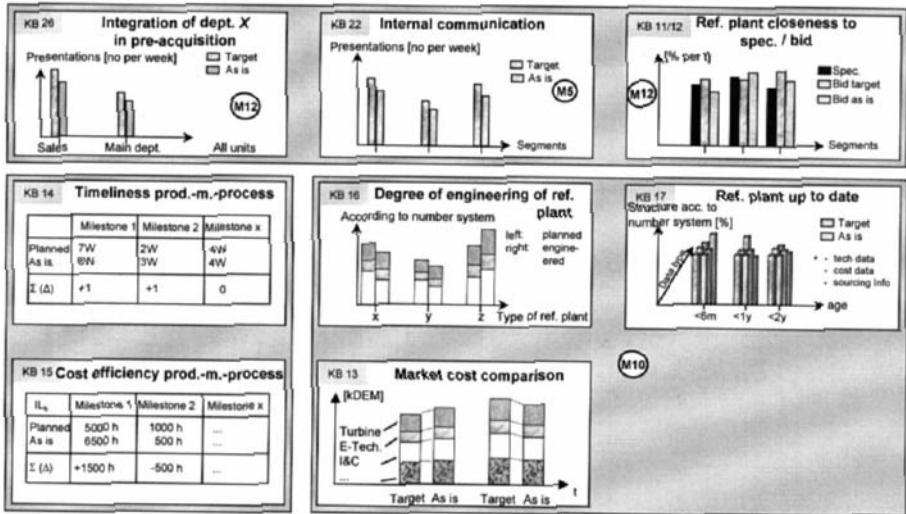 KB 26
Integration of dept. X
in pre-acquisition
Presentations [no per week]
Target
As is
M12
Sales
Main dept.
All units
KB 22
Internal communication
Presentations [no per week]
Target
As is
M5
Segments
KB 11/12
Ref. plant closeness to
spec. / bid
[% per t]
Spec.
Bid target
Bid as is
M12
Segments
KB 14
Timeliness prod.-m.-process
Milestone 1 Milestone 2 Milestone x
Planned 7W 2W 4W
As is. 3W 4W
Σ (Δ) +1 +1 0
KB 16
Degree of engineering of ref.
plant
According to number system
left planned
right engine-
ered
x y z Type of ref. plant
KB 17
Ref. plant up to date
Structure acc. to
number system [%]
Target
As is
Data type
tech data
cost data
sourcing Info
<6m <1y <2y age
KB 15 Cost efficiency prod.-m.-process
Milestone 1 Milestone 2 Milestone x
Planned 5000 h 1000 h ...
As is 6500 h 500 h ...
Σ (Δ) +1500 h -500 h ...
KB 13
Market cost comparison
[kDEM]
Turbine
E-Tech.
I&C
...
Target As is Target As is t
M10